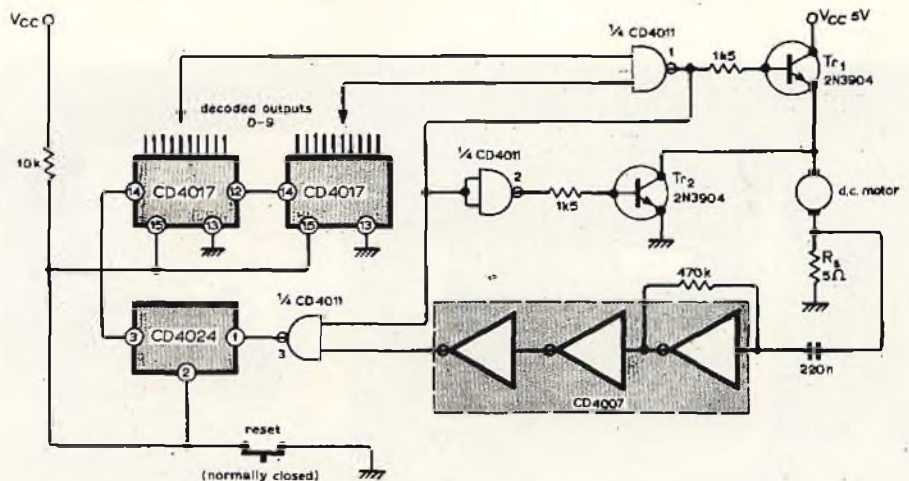 VCC
VCC 5V
¼ CD4011
1
1k5
Tr1
2N3904
decoded outputs
0-9
10k
14
CD4017
12
14
CD4017
15
13
15
13
¼ CD4011
2
1k5
Tr2
2N3904
d.c. motor
Rs
5Ω
470k
¼ CD4011
3
CD4024
1
3
2
CD4007
220n
reset
(normally closed)